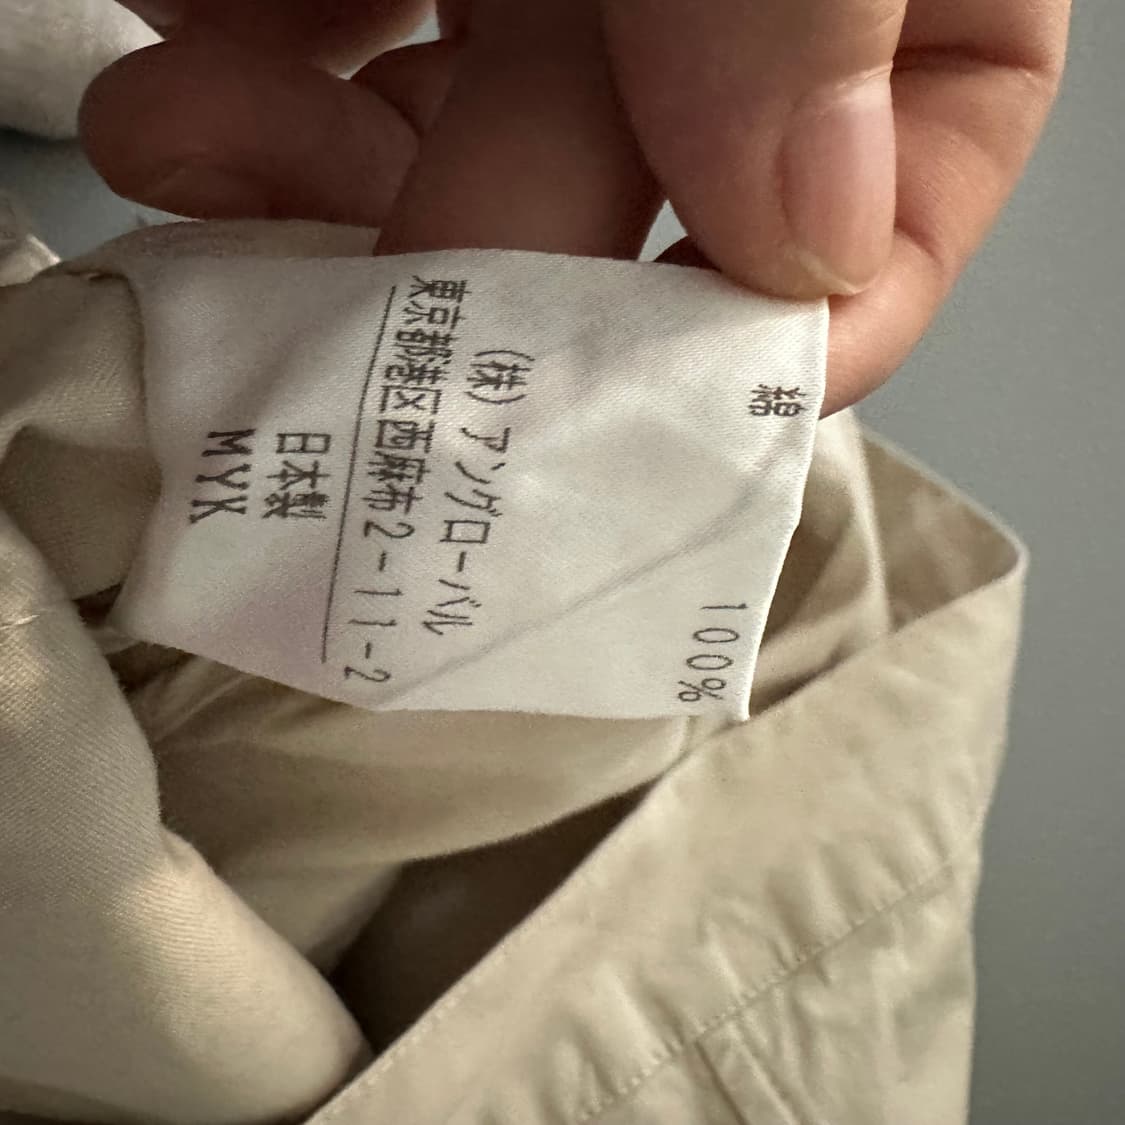 綿 100%
(株)アングローバル
東京都港区西麻布2-11-2
日本製
MYK